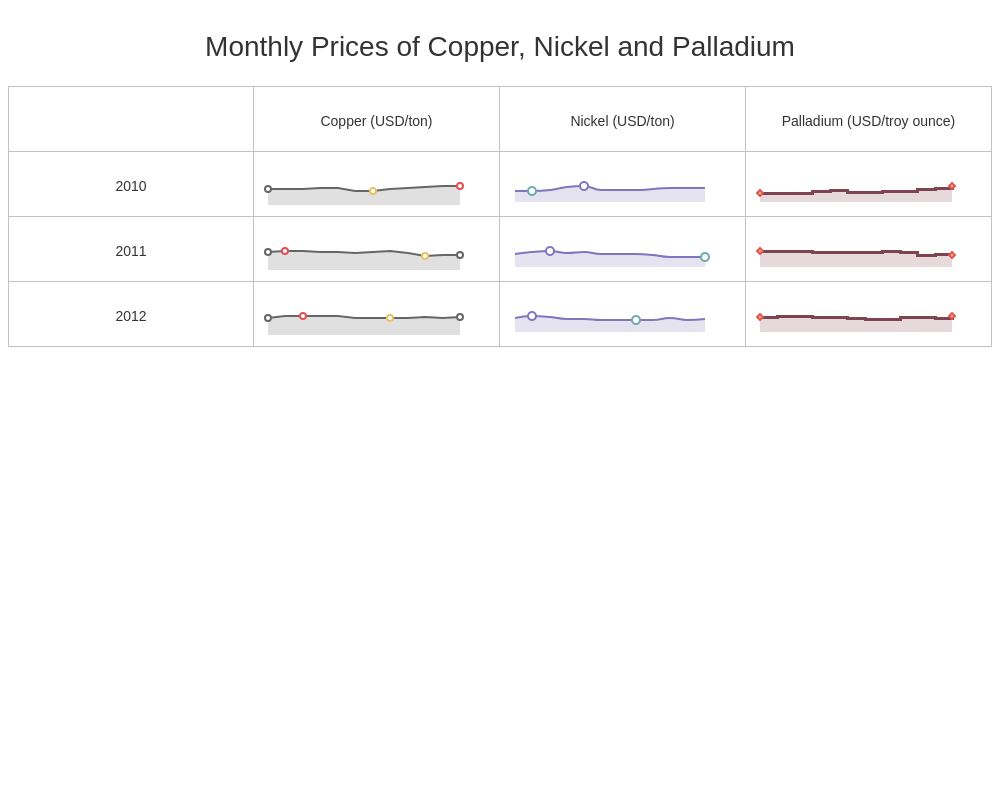 Monthly Prices of Copper, Nickel and Palladium
Copper (USD/ton)
Nickel (USD/ton)
Palladium (USD/troy ounce)
2010
2011
2012